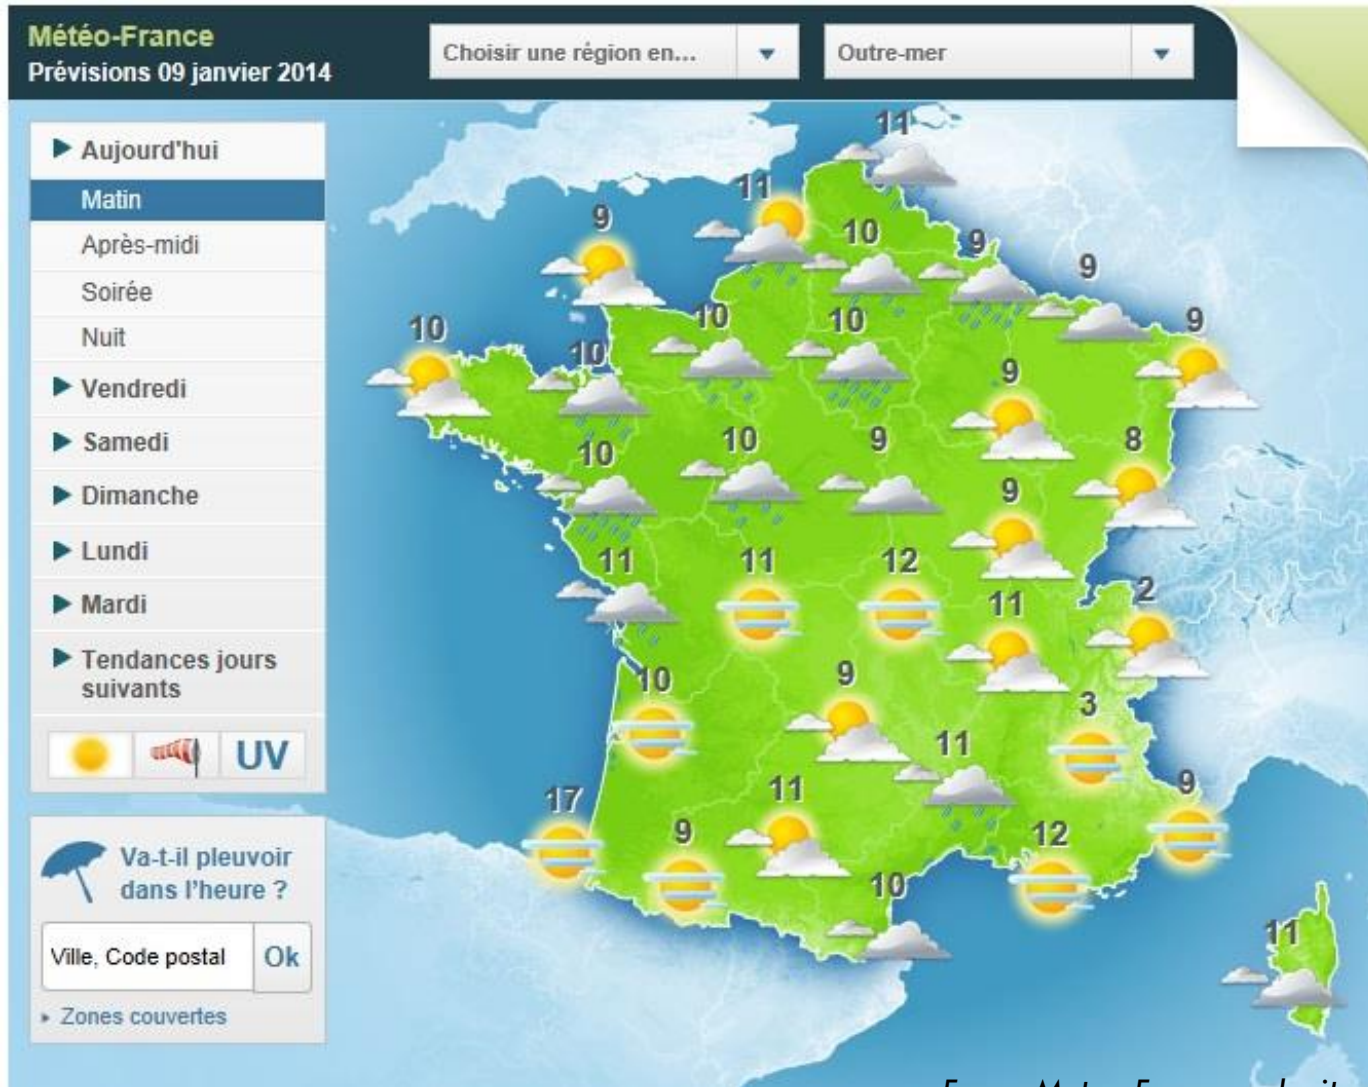 Météo-France
Prévisions 09 janvier 2014
Choisir une région en...
Outre-mer
Aujourd'hui
Matin
Après-midi
Soirée
Nuit
Vendredi
Samedi
Dimanche
Lundi
Mardi
Tendances jours
suivants
UV
Va-t-il pleuvoir
dans l'heure ?
Ville, Code postal
Ok
Zones couvertes
11
11
9
10
9
9
10
10
10
9
10
9
10
10
9
8
9
11
11
12
11
2
10
9
3
11
17
9
11
9
12
10
11